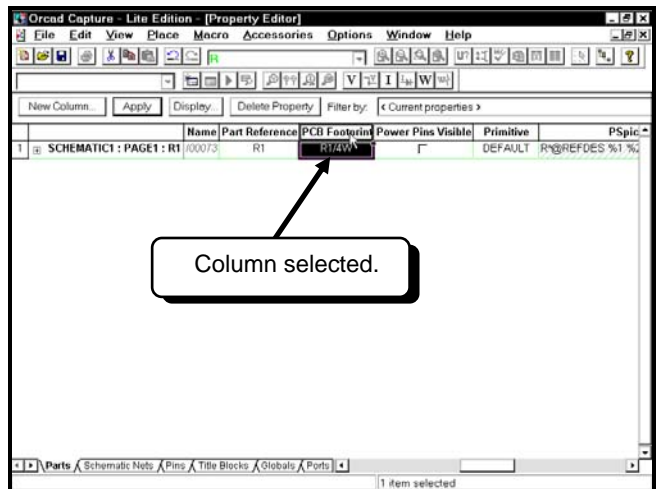 Orcad Capture - Lite Edition - [Property Editor]
File Edit View Place Macro Accessories Options Window Help
R
V I W
New Column... Apply Display... Delete Property Filter by: < Current properties >
Name Part Reference PCB Footprint Power Pins Visible Primitive PSpic
1 SCHEMATIC1 : PAGE1 : R1 /00073 R1 R1/4W DEFAULT R^@REFDES %1 %2
Column selected.
Parts Schematic Nets Pins Title Blocks Globals Ports
1 item selected